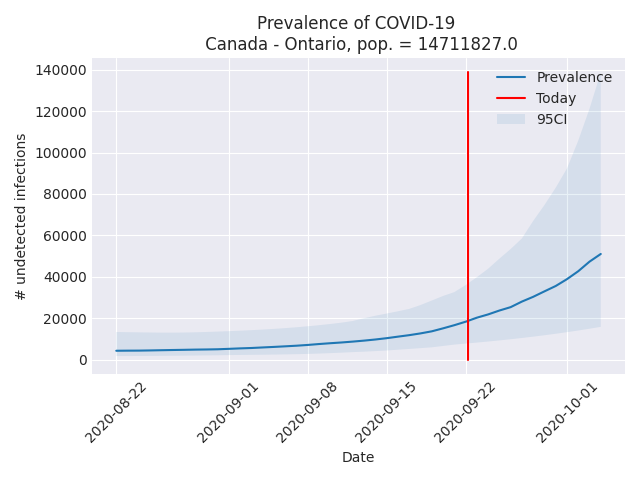 Prevalence of COVID-19
Canada - Ontario, pop. = 14711827.0
140000
120000
100000
80000
60000
40000
20000
0
# undetected infections
Prevalence
Today
95CI
2020-08-22
2020-09-01
2020-09-08
2020-09-15
2020-09-22
2020-10-01
Date